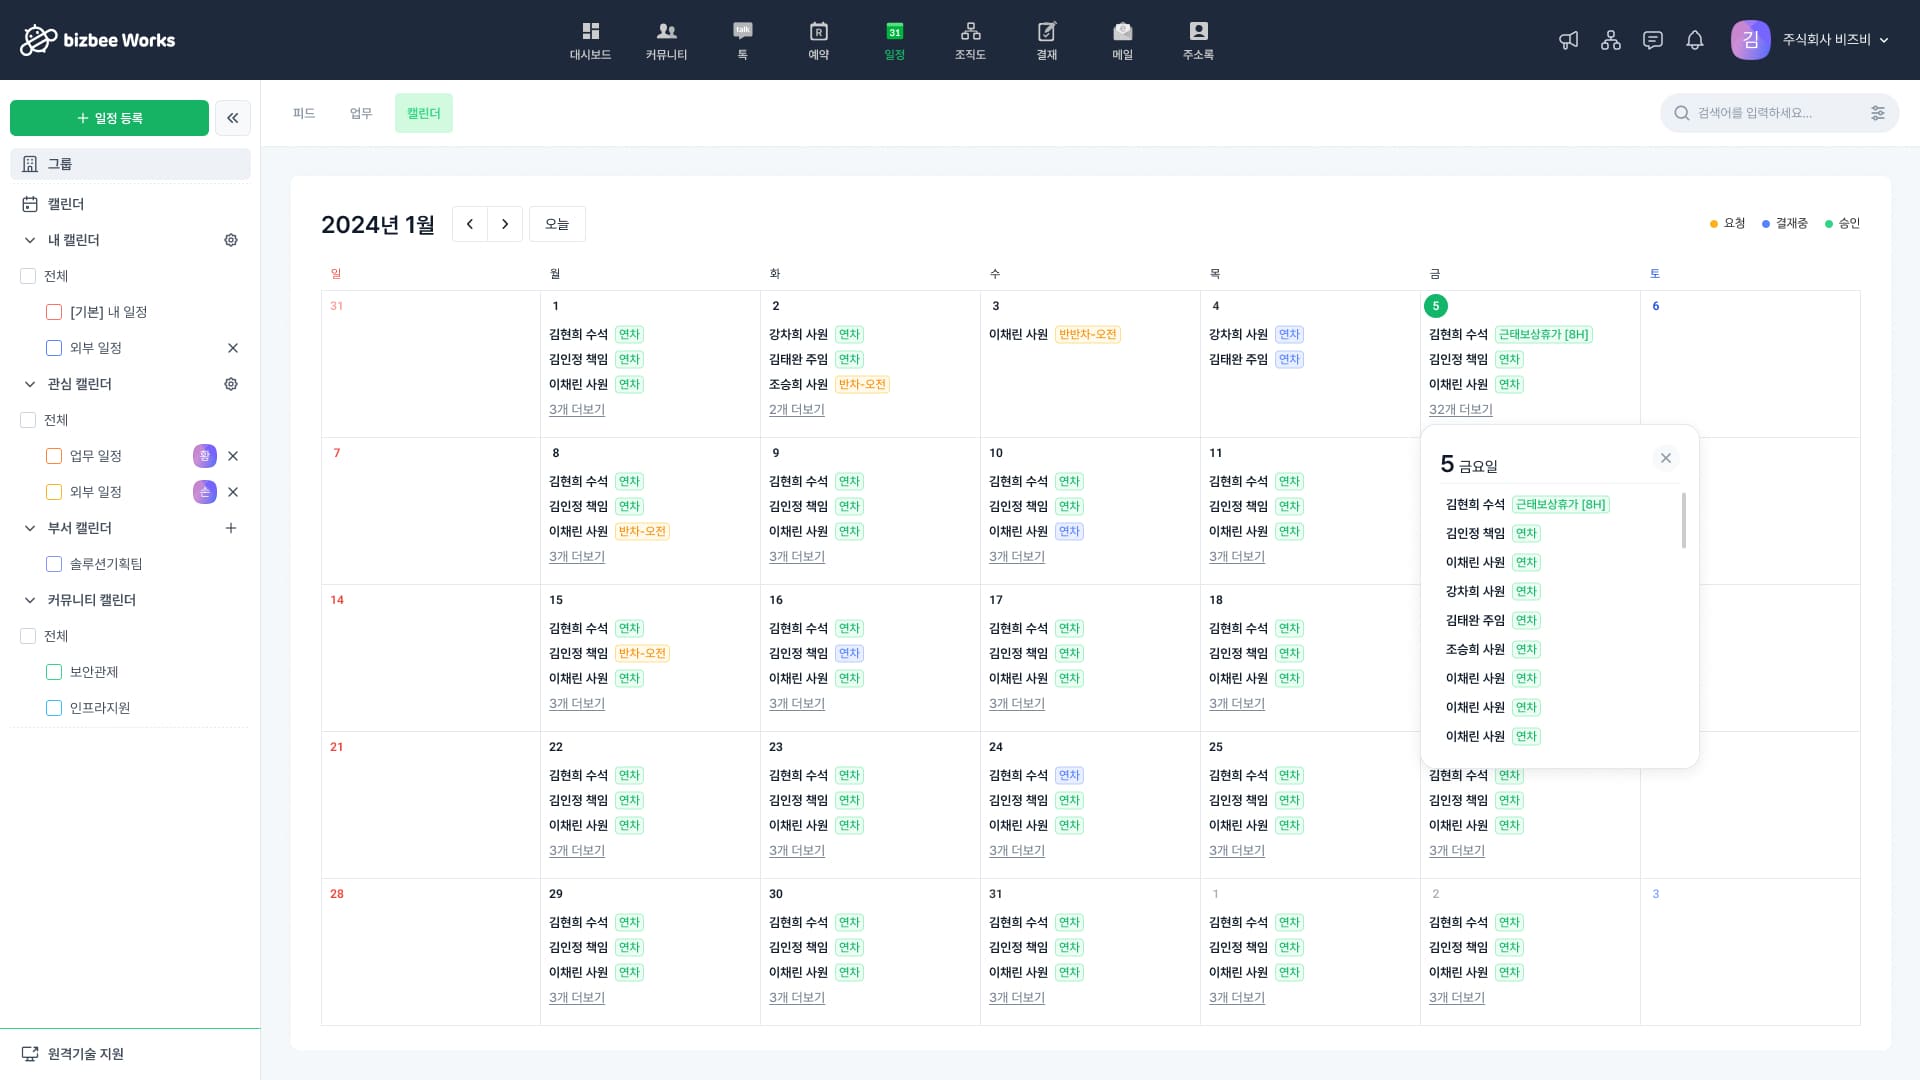 bizbee Works
대시보드
커뮤니티
talk
톡
R
예약
31
일정
조직도
결재
메일
주소록
김
주식회사 비즈비
일정 등록
피드
업무
캘린더
검색어를 입력하세요...
그룹
캘린더
내 캘린더
전체
[기본] 내 일정
외부 일정
관심 캘린더
전체
업무 일정
황
외부 일정
손
부서 캘린더
솔루션기획팀
커뮤니티 캘린더
전체
보안관제
인프라지원
원격기술 지원
2024년 1월
오늘
요청
결재중
승인
일 월 화 수 목 금 토
31
1
김현희 수석 연차
김인정 책임 연차
이채린 사원 연차
3개 더보기
2
강차희 사원 연차
김태완 주임 연차
조승희 사원 반차-오전
2개 더보기
3
이채린 사원 반반차-오전
4
강차희 사원 연차
김태완 주임 연차
5
김현희 수석 근태보상휴가 [8H]
김인정 책임 연차
이채린 사원 연차
32개 더보기
6
7
8
김현희 수석 연차
김인정 책임 연차
이채린 사원 반차-오전
3개 더보기
9
김현희 수석 연차
김인정 책임 연차
이채린 사원 연차
3개 더보기
10
김현희 수석 연차
김인정 책임 연차
이채린 사원 연차
3개 더보기
11
김현희 수석 연차
김인정 책임 연차
이채린 사원 연차
3개 더보기
5 금요일
김현희 수석 근태보상휴가 [8H]
김인정 책임 연차
이채린 사원 연차
강차희 사원 연차
김태완 주임 연차
조승희 사원 연차
이채린 사원 연차
이채린 사원 연차
이채린 사원 연차
14
15
김현희 수석 연차
김인정 책임 반차-오전
이채린 사원 연차
3개 더보기
16
김현희 수석 연차
김인정 책임 연차
이채린 사원 연차
3개 더보기
17
김현희 수석 연차
김인정 책임 연차
이채린 사원 연차
3개 더보기
18
김현희 수석 연차
김인정 책임 연차
이채린 사원 연차
3개 더보기
21
22
김현희 수석 연차
김인정 책임 연차
이채린 사원 연차
3개 더보기
23
김현희 수석 연차
김인정 책임 연차
이채린 사원 연차
3개 더보기
24
김현희 수석 연차
김인정 책임 연차
이채린 사원 연차
3개 더보기
25
김현희 수석 연차
김인정 책임 연차
이채린 사원 연차
3개 더보기
김현희 수석 연차
김인정 책임 연차
이채린 사원 연차
3개 더보기
28
29
김현희 수석 연차
김인정 책임 연차
이채린 사원 연차
3개 더보기
30
김현희 수석 연차
김인정 책임 연차
이채린 사원 연차
3개 더보기
31
김현희 수석 연차
김인정 책임 연차
이채린 사원 연차
3개 더보기
1
김현희 수석 연차
김인정 책임 연차
이채린 사원 연차
3개 더보기
2
김현희 수석 연차
김인정 책임 연차
이채린 사원 연차
3개 더보기
3